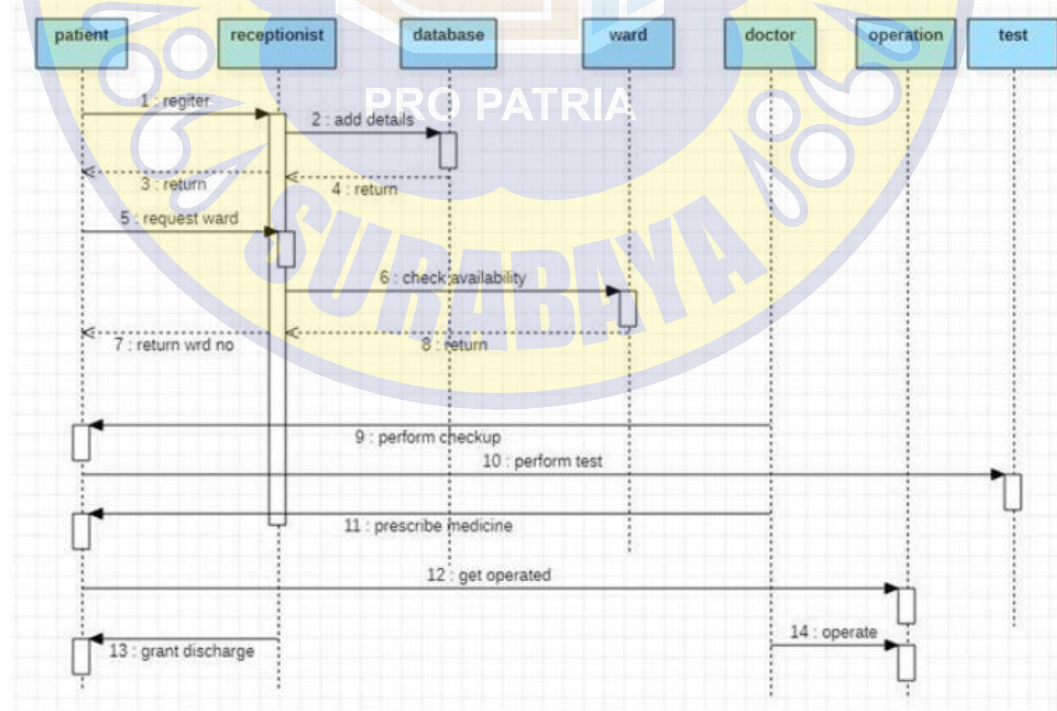 patient
receptionist
database
ward
doctor
operation
test
1 : regiter
PRO PATRIA
2 : add details
3 : return
4 : return
5 : request ward
SURABAYA
6 : check availability
7 : return wrd no
8 : return
9 : perform checkup
10 : perform test
11 : prescribe medicine
12 : get operated
14 : operate
13 : grant discharge